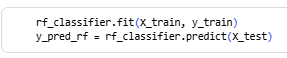 rf_classifier.fit(X_train, y_train)
y_pred_rf = rf_classifier.predict(X_test)